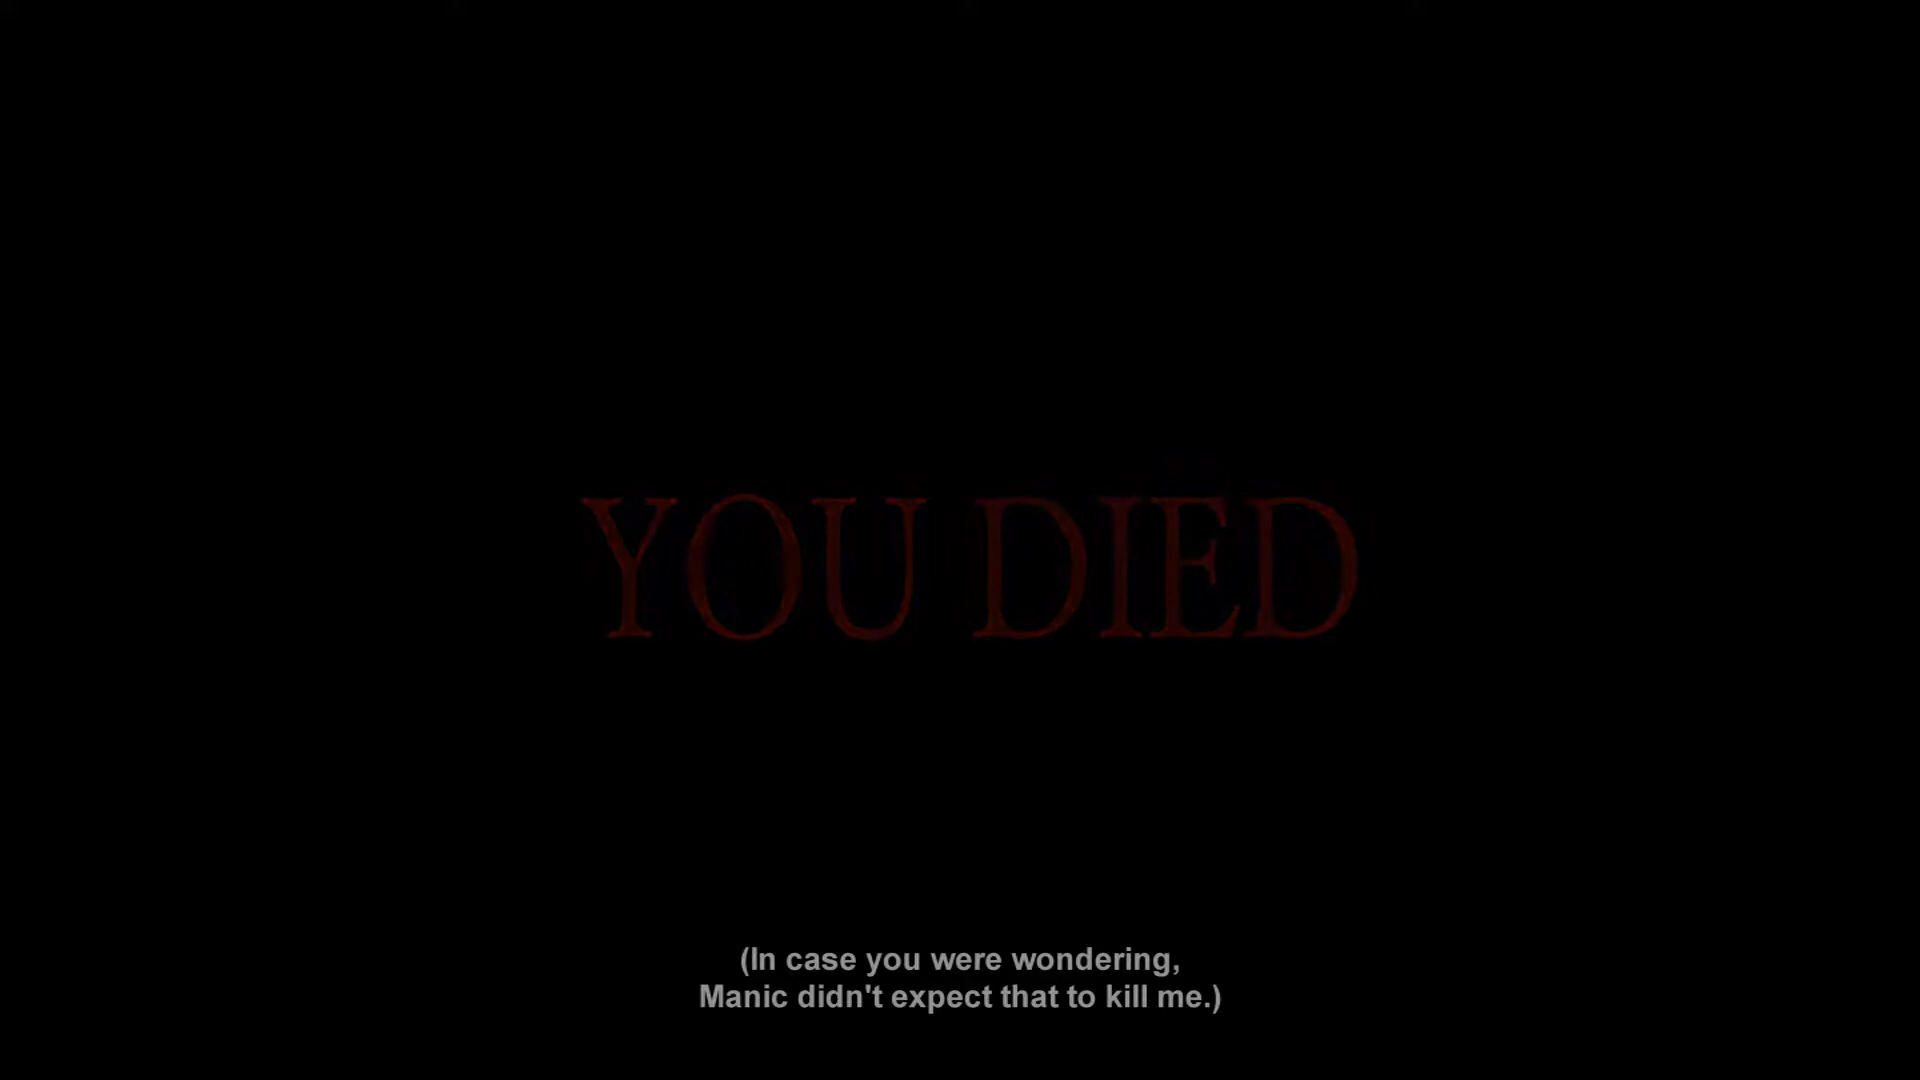 YOU DIED
(In case you were wondering,
Manic didn't expect that to kill me.)